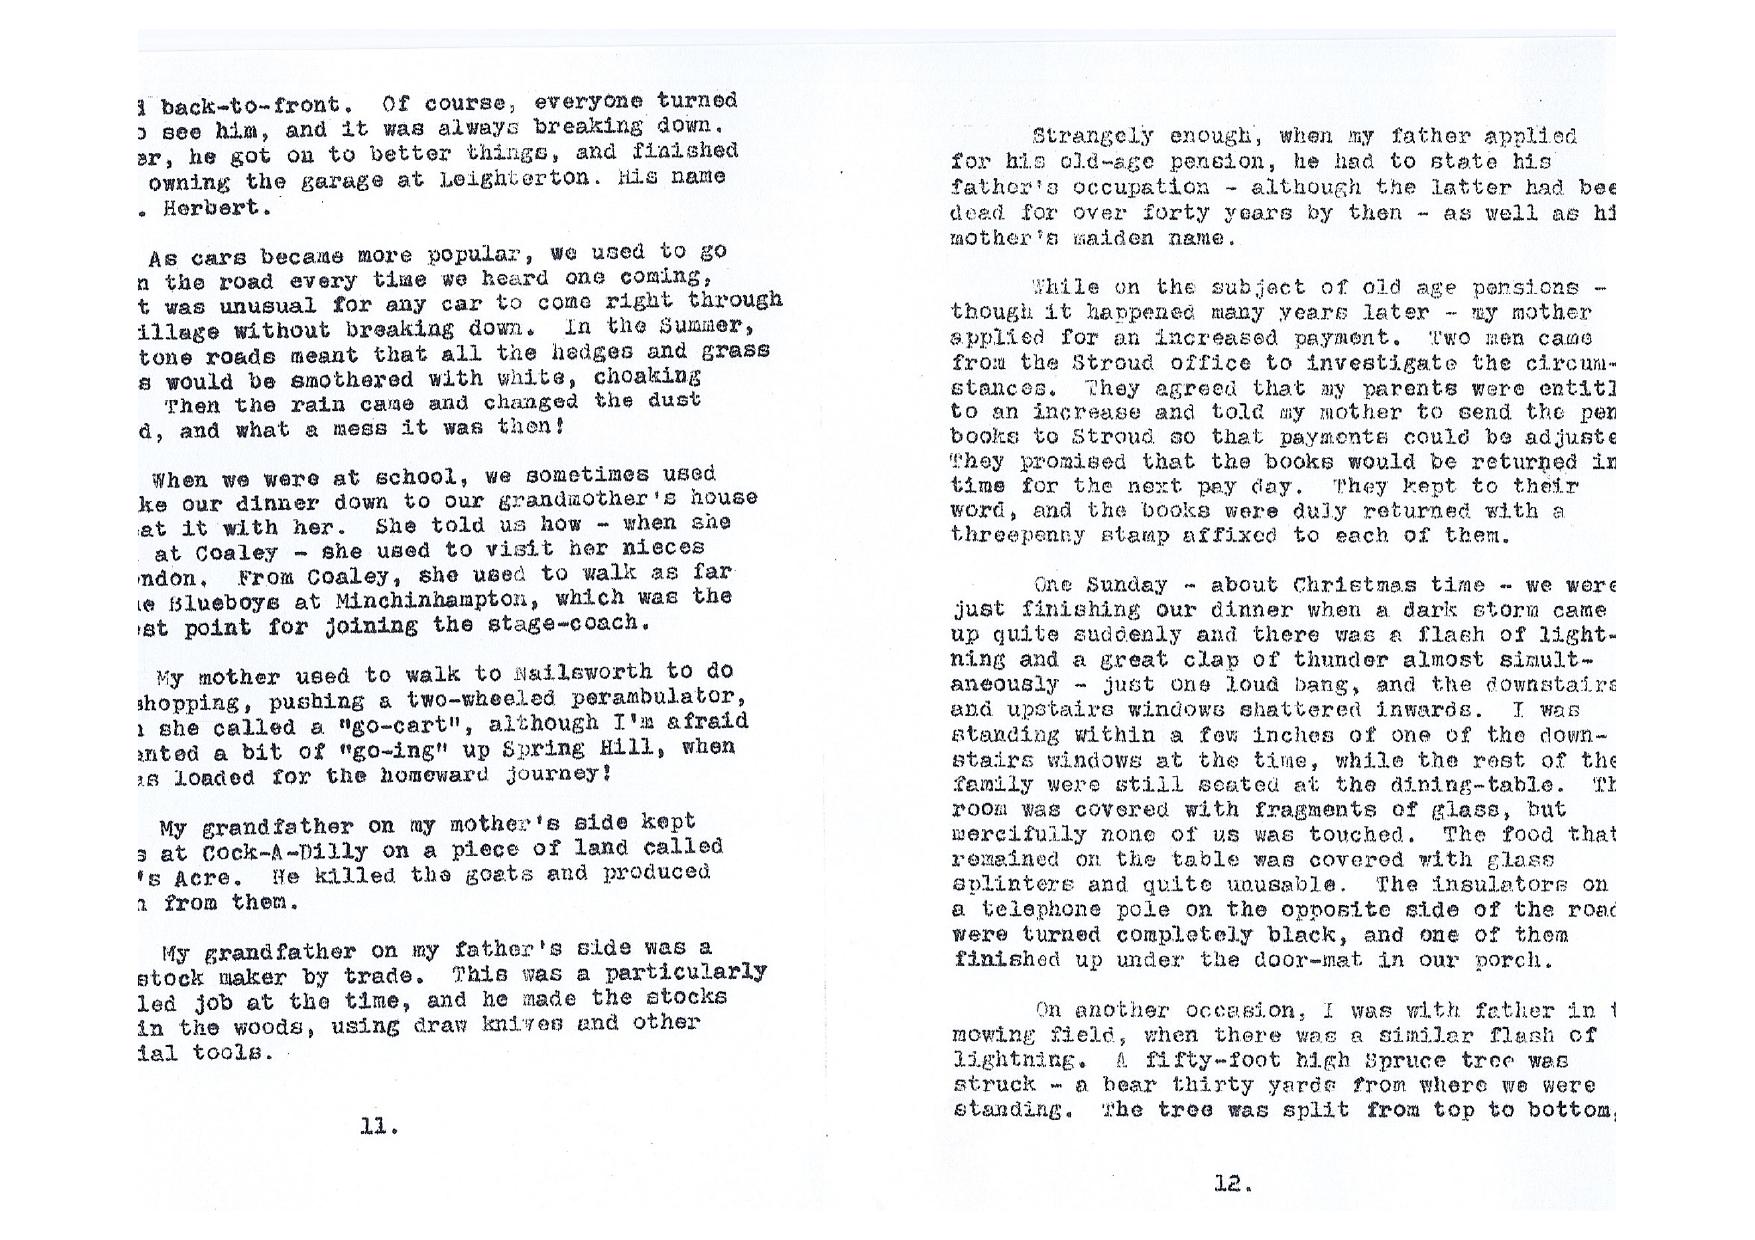 back-to-front. Of course, everyone turned
see him, and it was always breaking down.
er, he got on to better things, and finished
owning the garage at Leighterton. His name
. Herbert.
As cars became more popular, we used to go
n the road every time we heard one coming,
t was unusual for any car to come right through
illage without breaking down. In the Summer,
tone roads meant that all the hedges and grass
s would be smothered with white, choaking
Then the rain came and changed the dust
d, and what a mess it was then!
When we were at school, we sometimes used
ke our dinner down to our grandmother's house
at it with her. She told us how - when she
at Coaley - she used to visit her nieces
ndon. From Coaley, she used to walk as far
e Blueboys at Minchinhampton, which was the
est point for joining the stage-coach.
My mother used to walk to Nailsworth to do
shopping, pushing a two-wheeled perambulator,
she called a "go-cart", although I'm afraid
anted a bit of "go-ing" up Spring Hill, when
as loaded for the homeward journey!
My grandfather on my mother's side kept
s at Cock-A-Dilly on a piece of land called
's Acre. He killed the goats and produced
n from them.
My grandfather on my father's side was a
stock maker by trade. This was a particularly
led job at the time, and he made the stocks
in the woods, using draw knives and other
ial tools.
11.
Strangely enough, when my father applied
for his old-age pension, he had to state his
father's occupation - although the latter had bee
dead for over forty years by then - as well as hi
mother's maiden name.
While on the subject of old age pensions -
though it happened many years later - my mother
applied for an increased payment. Two men came
from the Stroud office to investigate the circum-
stances. They agreed that my parents were entitl
to an increase and told my mother to send the pen
books to Stroud so that payments could be adjuste
They promised that the books would be returned in
time for the next pay day. They kept to their
word, and the books were duly returned with a
threepenny stamp affixed to each of them.
One Sunday - about Christmas time - we were
just finishing our dinner when a dark storm came
up quite suddenly and there was a flash of light-
ning and a great clap of thunder almost simult-
aneously - just one loud bang, and the downstairs
and upstairs windows shattered inwards. I was
standing within a few inches of one of the down-
stairs windows at the time, while the rest of the
family were still seated at the dining-table. Th
room was covered with fragments of glass, but
mercifully none of us was touched. The food that
remained on the table was covered with glass
splinters and quite unusable. The insulators on
a telephone pole on the opposite side of the road
were turned completely black, and one of them
finished up under the door-mat in our porch.
On another occasion, I was with father in t
mowing field, when there was a similar flash of
lightning. A fifty-foot high Spruce tree was
struck - a bear thirty yards from where we were
standing. The tree was split from top to bottom,
12.